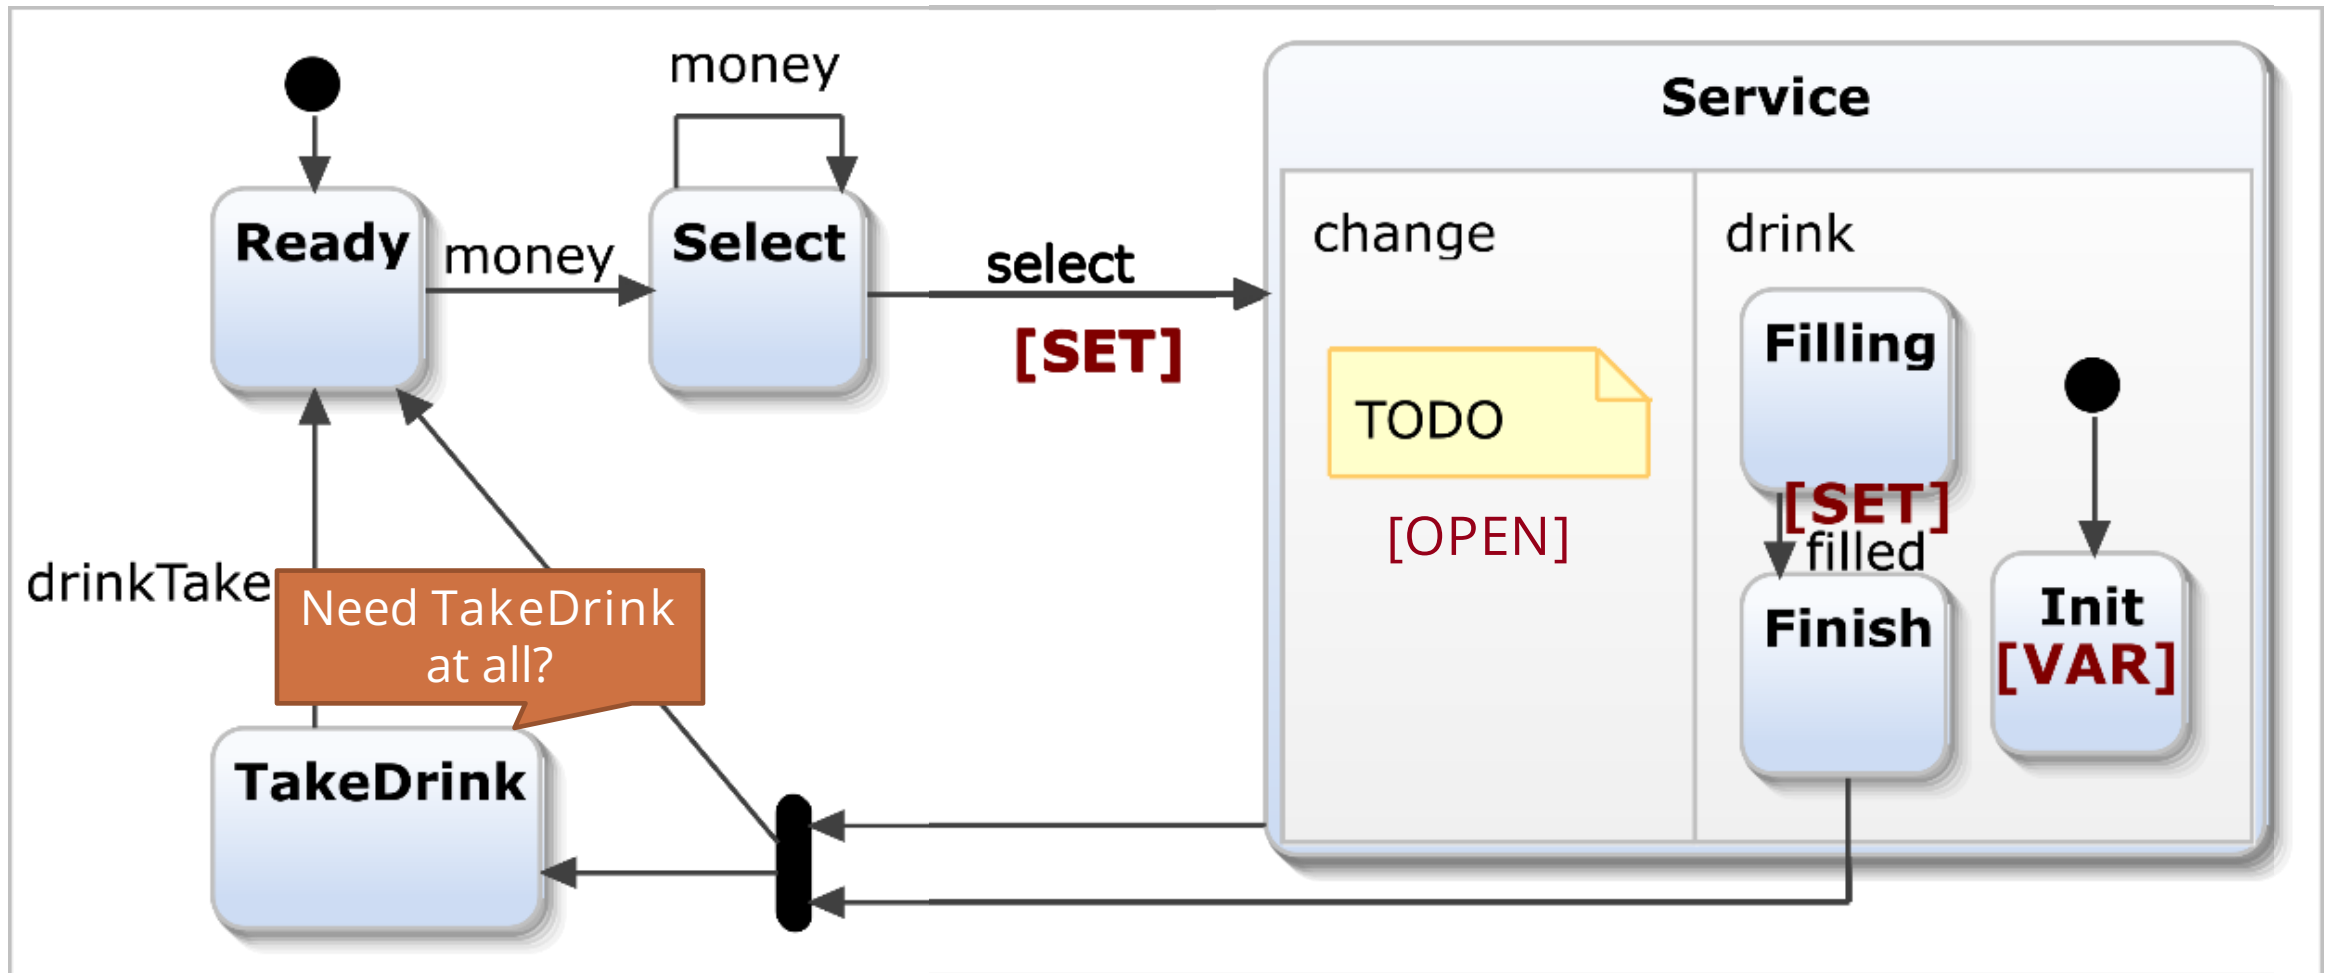 money
Service
Ready
money
Select
select
[SET]
change
drink
Filling
TODO
[OPEN]
[SET]
filled
Init
[VAR]
Finish
drinkTake
Need TakeDrink
at all?
TakeDrink